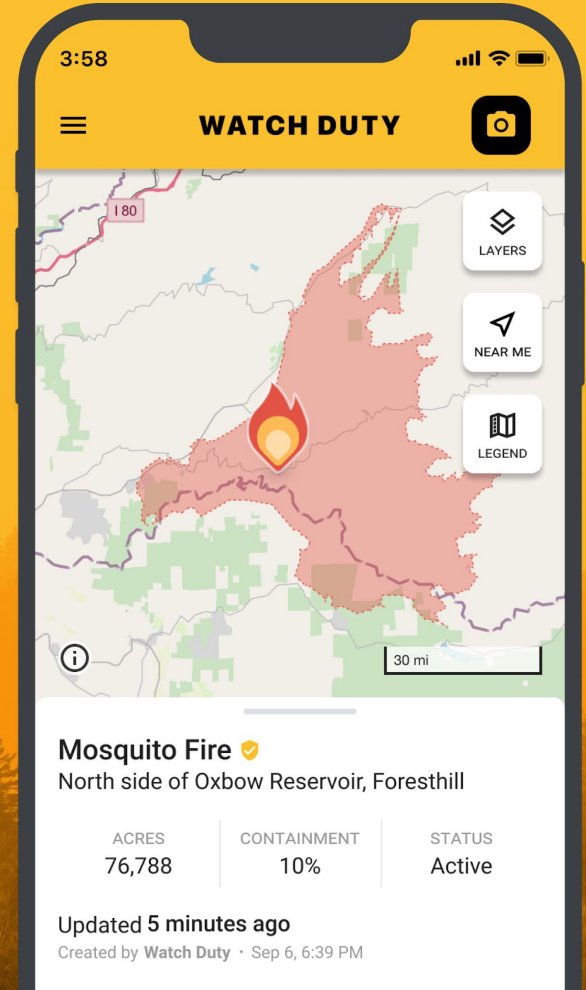 3:58
WATCH DUTY
I 80
LAYERS
NEAR ME
LEGEND
30 mi
Mosquito Fire
North side of Oxbow Reservoir, Foresthill
ACRES CONTAINMENT STATUS
76,788 10% Active
Updated 5 minutes ago
Created by Watch Duty · Sep 6, 6:39 PM